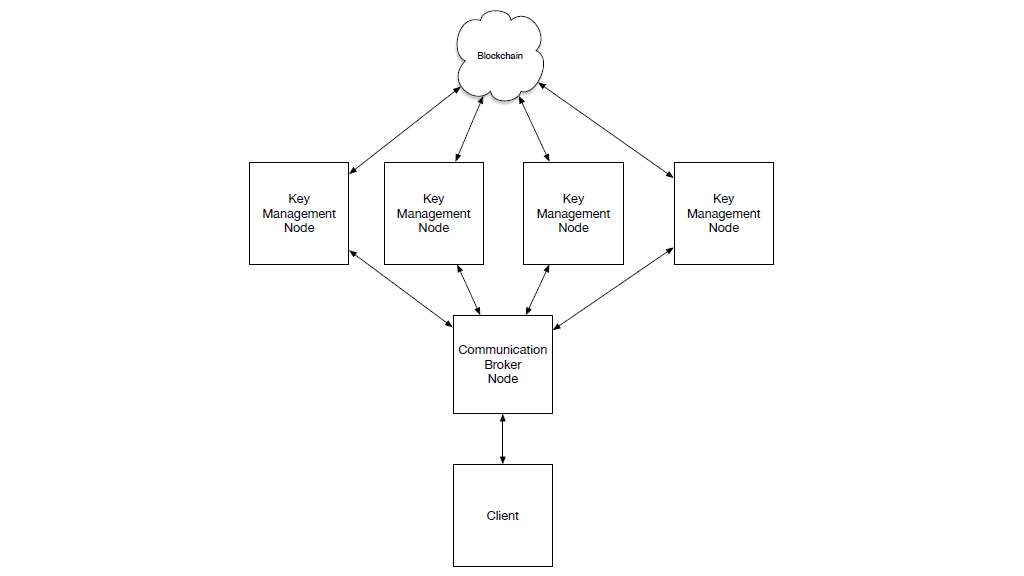 Blockchain
Key
Management
Node
Key
Management
Node
Key
Management
Node
Key
Management
Node
Communication
Broker
Node
Client